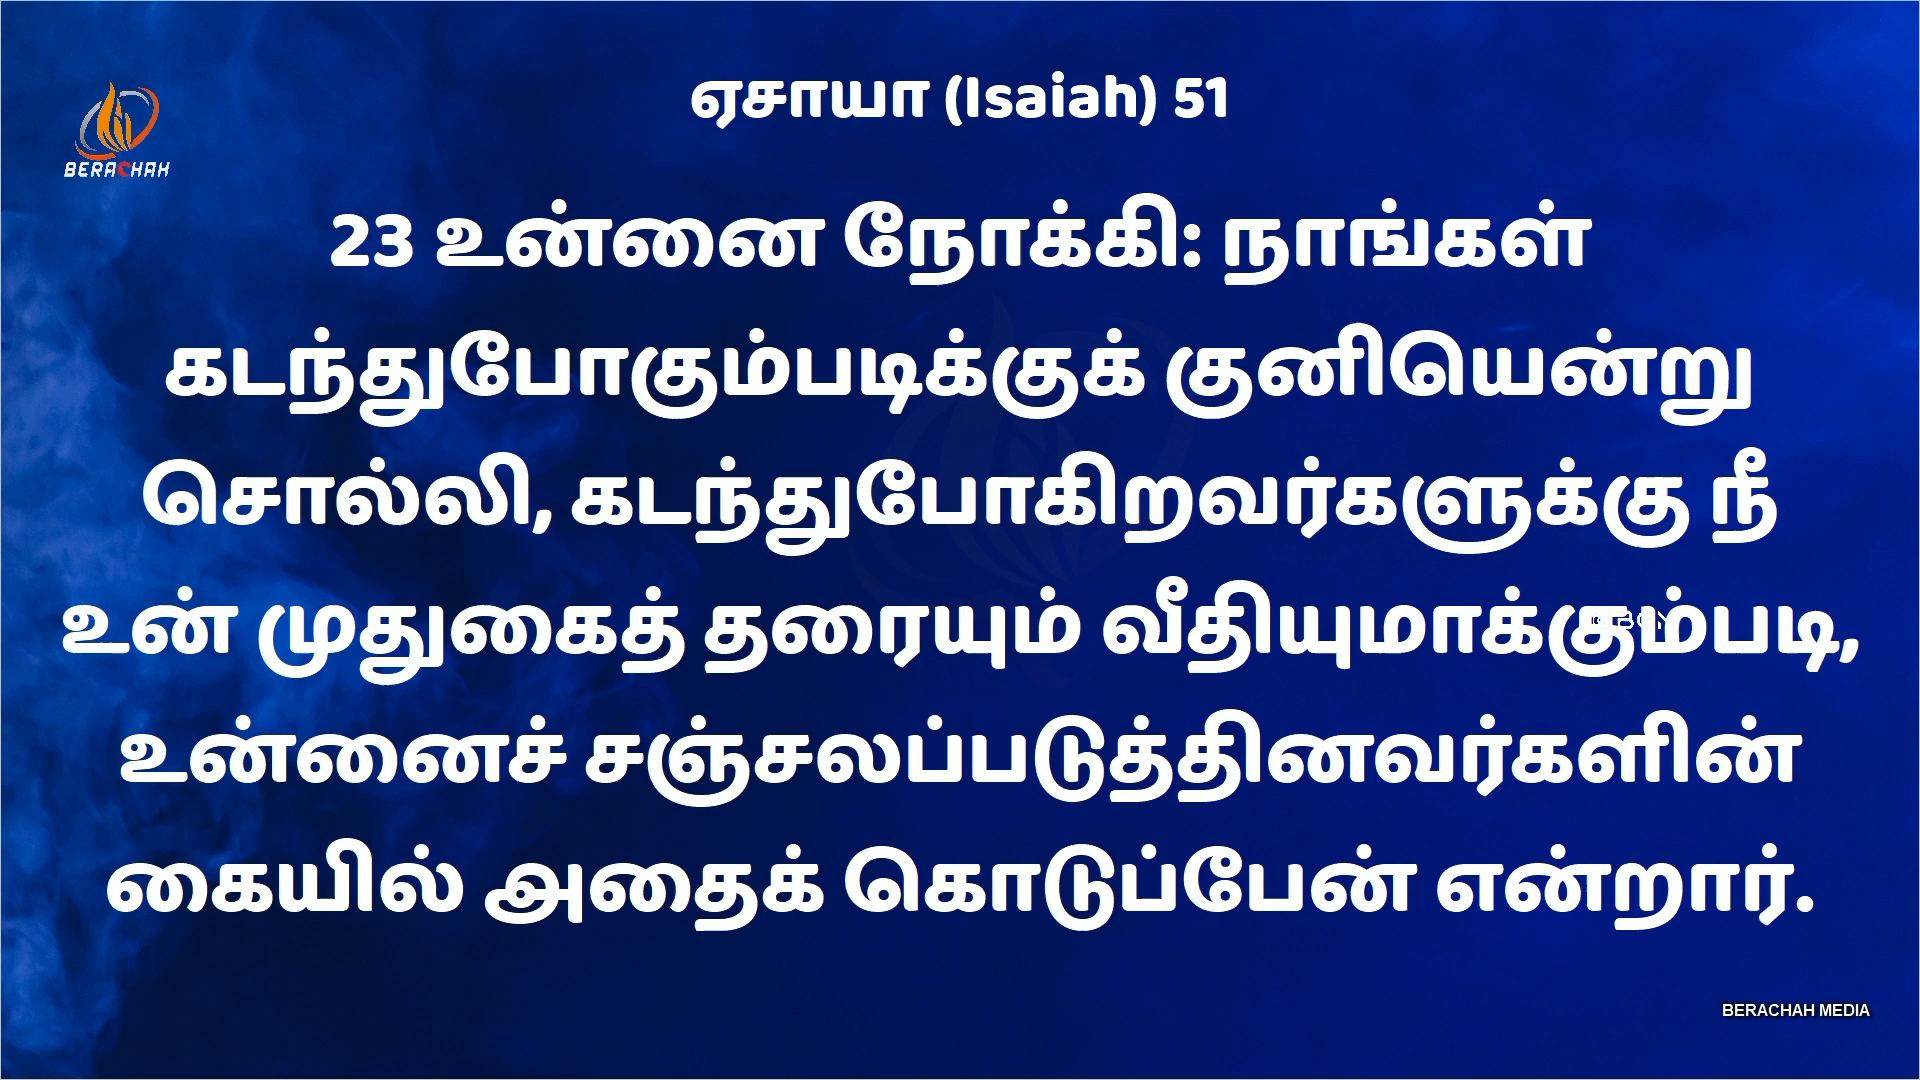 ஏசாயா (Isaiah) 51
BERACHAH
23 உன்னை நோக்கி: நாங்கள்
கடந்துபோகும்படிக்குக் குனியென்று
சொல்லி, கடந்துபோகிறவர்களுக்கு நீ
உன் முதுகைத் தரையும் வீதியுமாக்கும்படி,
உன்னைச் சஞ்சலப்படுத்தினவர்களின்
கையில் அதைக் கொடுப்பேன் என்றார்.
BERACHAH MEDIA